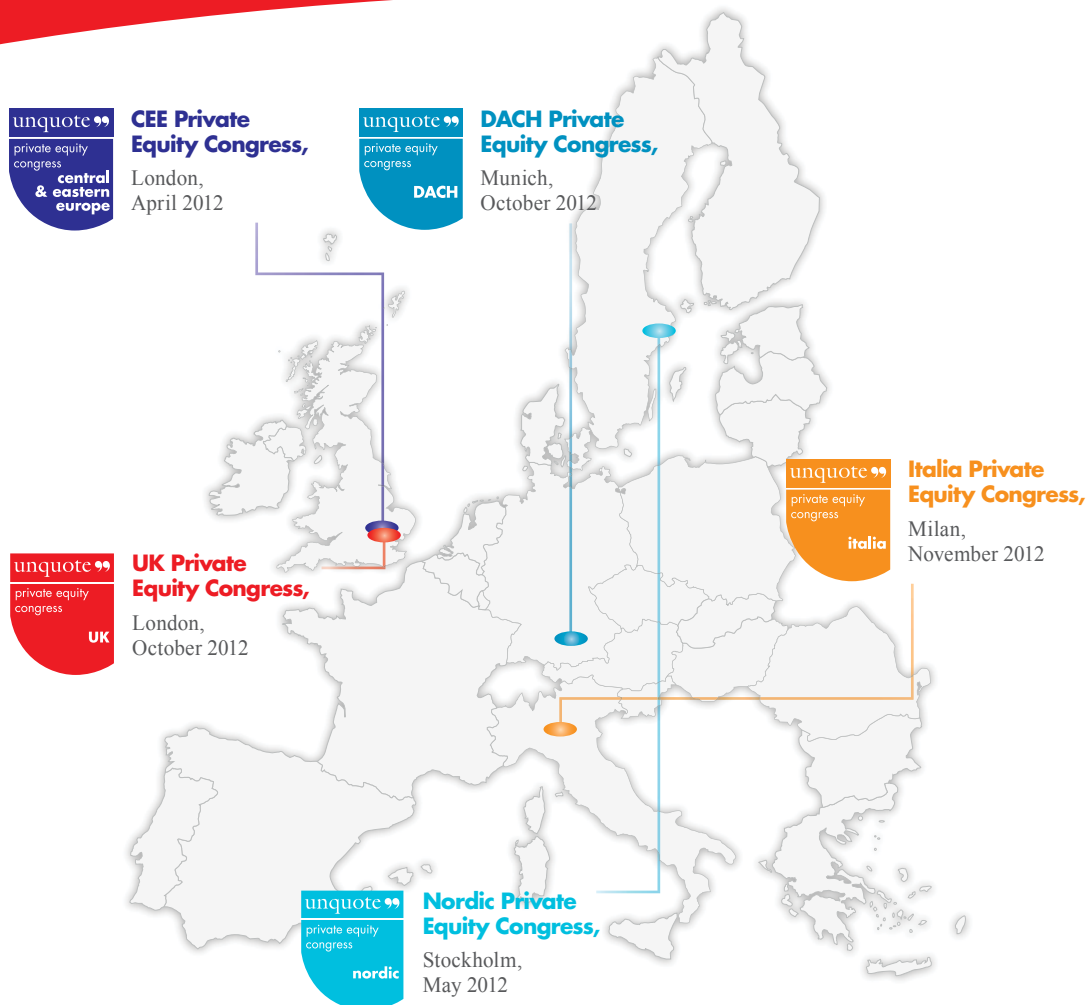 unquote ”
private equity
congress
central
& eastern
europe
CEE Private
Equity Congress,
London,
April 2012
unquote ”
private equity
congress
DACH
DACH Private
Equity Congress,
Munich,
October 2012
unquote ”
private equity
congress
italia
Italia Private
Equity Congress,
Milan,
November 2012
unquote ”
private equity
congress
UK
UK Private
Equity Congress,
London,
October 2012
unquote ”
private equity
congress
nordic
Nordic Private
Equity Congress,
Stockholm,
May 2012